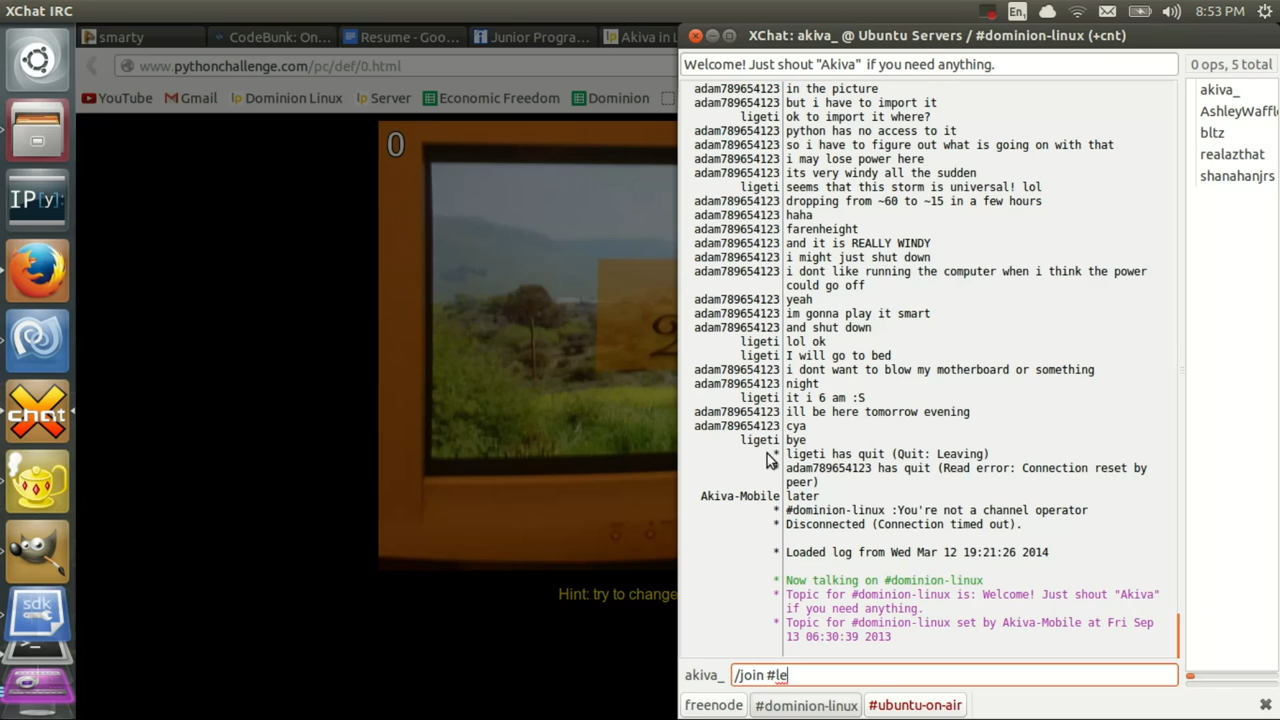 XChat IRC
En
8:53 PM
smarty
CodeBunk: On...
Resume - Goo...
Junior Progra...
Akiva in L
www.pythonchallenge.com/pc/def/0.html
YouTube
Gmail
Dominion Linux
Server
Economic Freedom
Dominion
0
Hint: try to change
IP[y]:
chat
sdk
XChat: akiva_ @ Ubuntu Servers / #dominion-linux (+cnt)
Welcome! Just shout "Akiva" if you need anything.
0 ops, 5 total
adam789654123 in the picture
adam789654123 but i have to import it
ligeti ok to import it where?
adam789654123 python has no access to it
adam789654123 so i have to figure out what is going on with that
adam789654123 i may lose power here
adam789654123 its very windy all the sudden
ligeti seems that this storm is universal! lol
adam789654123 dropping from ~60 to ~15 in a few hours
adam789654123 haha
adam789654123 farenheight
adam789654123 and it is REALLY WINDY
adam789654123 i might just shut down
adam789654123 i dont like running the computer when i think the power
could go off
adam789654123 yeah
adam789654123 im gonna play it smart
adam789654123 and shut down
ligeti lol ok
ligeti I will go to bed
adam789654123 i dont want to blow my motherboard or something
adam789654123 night
ligeti it i 6 am :S
adam789654123 ill be here tomorrow evening
adam789654123 cya
ligeti bye
* ligeti has quit (Quit: Leaving)
* adam789654123 has quit (Read error: Connection reset by
peer)
Akiva-Mobile later
* #dominion-linux :You're not a channel operator
* Disconnected (Connection timed out).
* Loaded log from Wed Mar 12 19:21:26 2014
* Now talking on #dominion-linux
* Topic for #dominion-linux is: Welcome! Just shout "Akiva"
if you need anything.
* Topic for #dominion-linux set by Akiva-Mobile at Fri Sep
13 06:30:39 2013
akiva_
AshleyWaffle
bltz
realazthat
shanahanjrs
akiva_ /join #le
freenode
#dominion-linux
#ubuntu-on-air